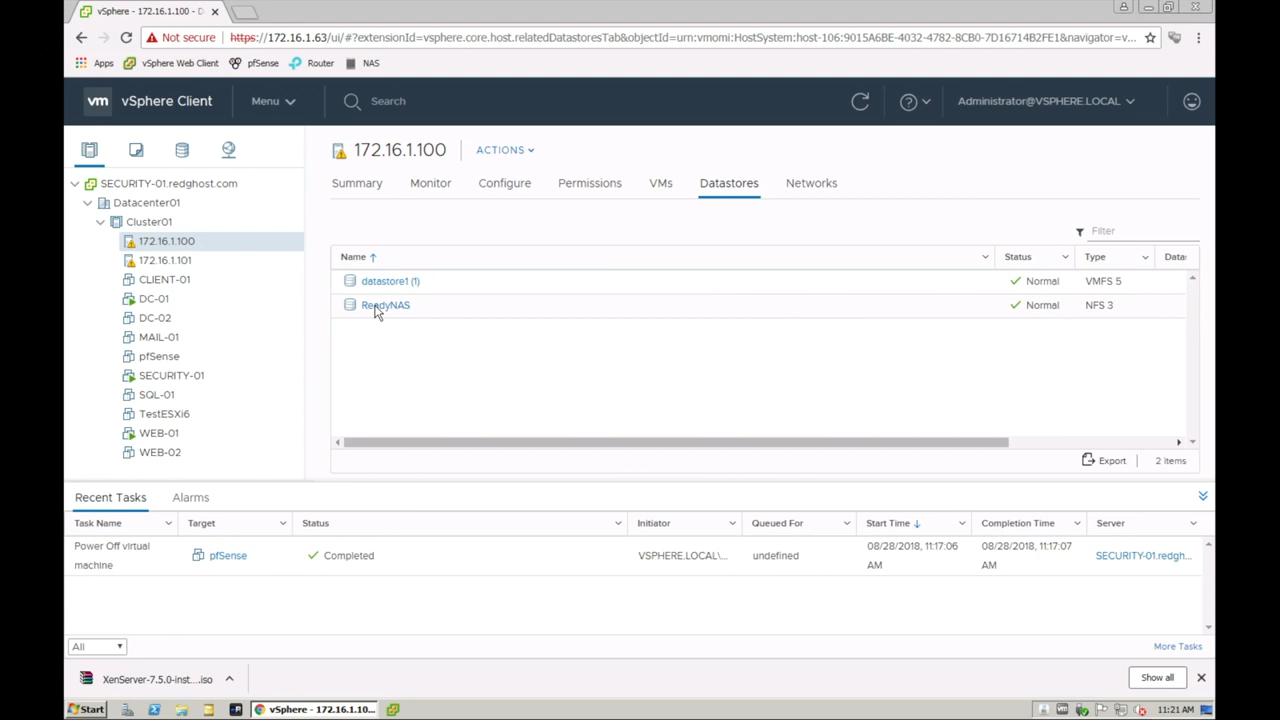 vSphere - 172.16.1.100 - D
Not secure https://172.16.1.63/ui/#?extensionId=vsphere.core.host.relatedDatastoresTab&objectId=urn:vmomi:HostSystem:host-106:9015A6BE-4032-4782-8CB0-7D16714B2FE1&navigator=v...
Apps vSphere Web Client pfSense Router NAS
vm vSphere Client Menu Search Administrator@VSPHERE.LOCAL
172.16.1.100 ACTIONS
Summary Monitor Configure Permissions VMs Datastores Networks
SECURITY-01.redghost.com
Datacenter01
Cluster01
172.16.1.100
172.16.1.101
CLIENT-01
DC-01
DC-02
MAIL-01
pfSense
SECURITY-01
SQL-01
TestESXi6
WEB-01
WEB-02
Filter
Name Status Type Datas
datastore1 (1) Normal VMFS 5
ReadyNAS Normal NFS 3
Export 2 items
Recent Tasks Alarms
Task Name Target Status Initiator Queued For Start Time Completion Time Server
Power Off virtual machine pfSense Completed VSPHERE.LOCAL\... undefined 08/28/2018, 11:17:06 AM 08/28/2018, 11:17:07 AM SECURITY-01.redgh...
All More Tasks
XenServer-7.5.0-inst....iso Show all
Start vSphere - 172.16.1.10... 11:21 AM